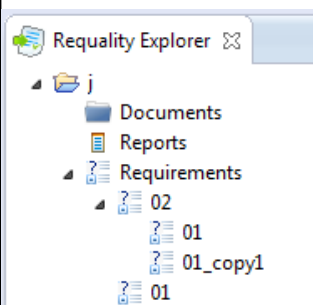 Requality Explorer
j
Documents
Reports
Requirements
02
01
01_copy1
01